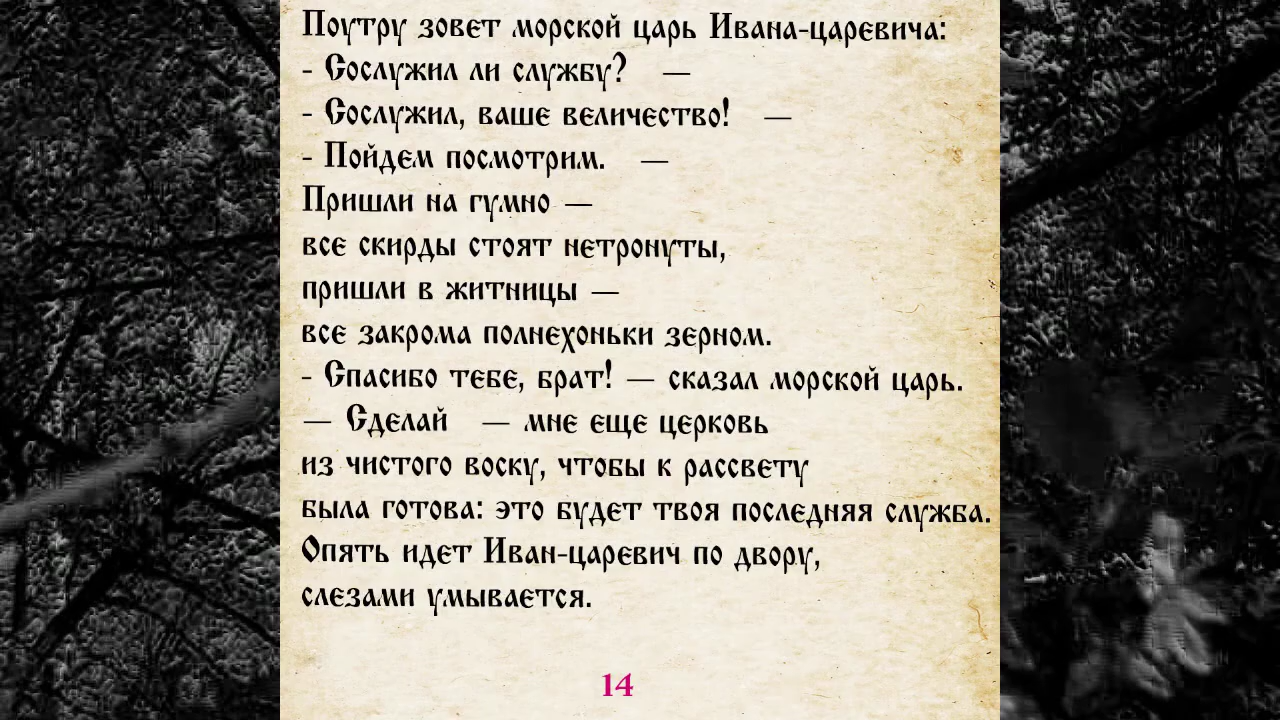 Поутру зовет морской царь Ивана-царевича:
- Сослужил ли службу? —
- Сослужил, ваше величество! —
- Пойдем посмотрим. —
Пришли на гумно —
все скирды стоят нетронуты,
пришли в житницы —
все закрома полнехоньки зерном.
- Спасибо тебе, брат! — сказал морской царь.
— Сделай — мне еще церковь
из чистого воску, чтобы к рассвету
была готова: это будет твоя последняя служба.
Опять идет Иван-царевич по двору,
слезами умывается.
14